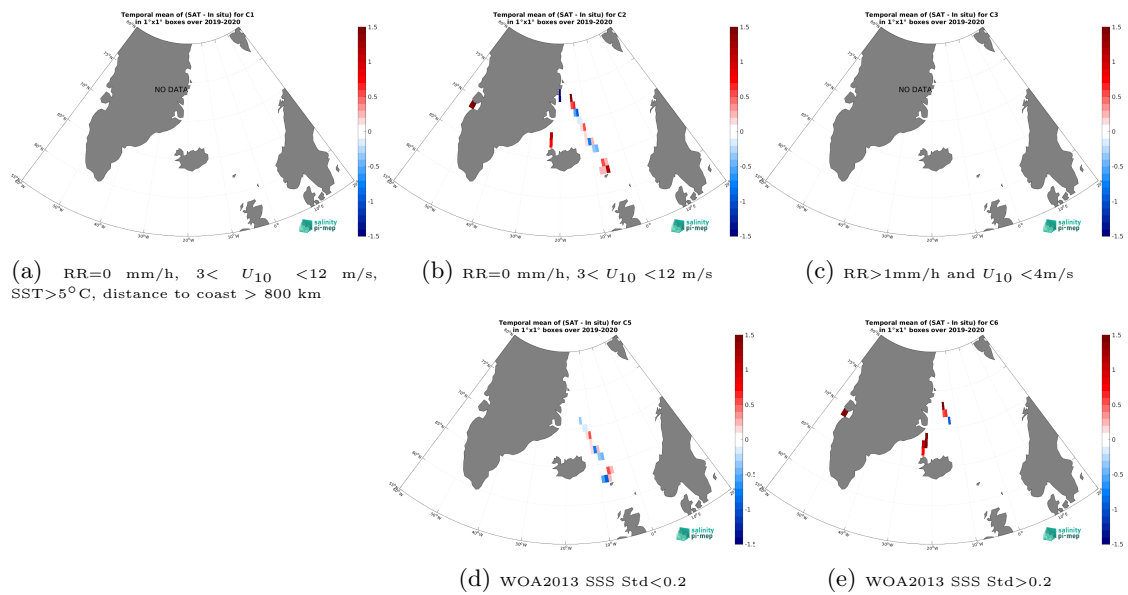 Temporal mean of (SAT - In situ) for C1
in 1°x1° boxes over 2019-2020
NO DATA
1.5
1
0.5
0
-0.5
-1
-1.5
salinity
pi-mep
(a) RR=0 mm/h, 3< U10 <12 m/s,
SST>5°C, distance to coast > 800 km
Temporal mean of (SAT - In situ) for C2
in 1°x1° boxes over 2019-2020
1.5
1
0.5
0
-0.5
-1
-1.5
salinity
pi-mep
(b) RR=0 mm/h, 3< U10 <12 m/s
Temporal mean of (SAT - In situ) for C3
in 1°x1° boxes over 2019-2020
NO DATA
1.5
1
0.5
0
-0.5
-1
-1.5
salinity
pi-mep
(c) RR>1mm/h and U10 <4m/s
Temporal mean of (SAT - In situ) for C5
in 1°x1° boxes over 2019-2020
1.5
1
0.5
0
-0.5
-1
-1.5
salinity
pi-mep
(d) WOA2013 SSS Std<0.2
Temporal mean of (SAT - In situ) for C6
in 1°x1° boxes over 2019-2020
1.5
1
0.5
0
-0.5
-1
-1.5
salinity
pi-mep
(e) WOA2013 SSS Std>0.2